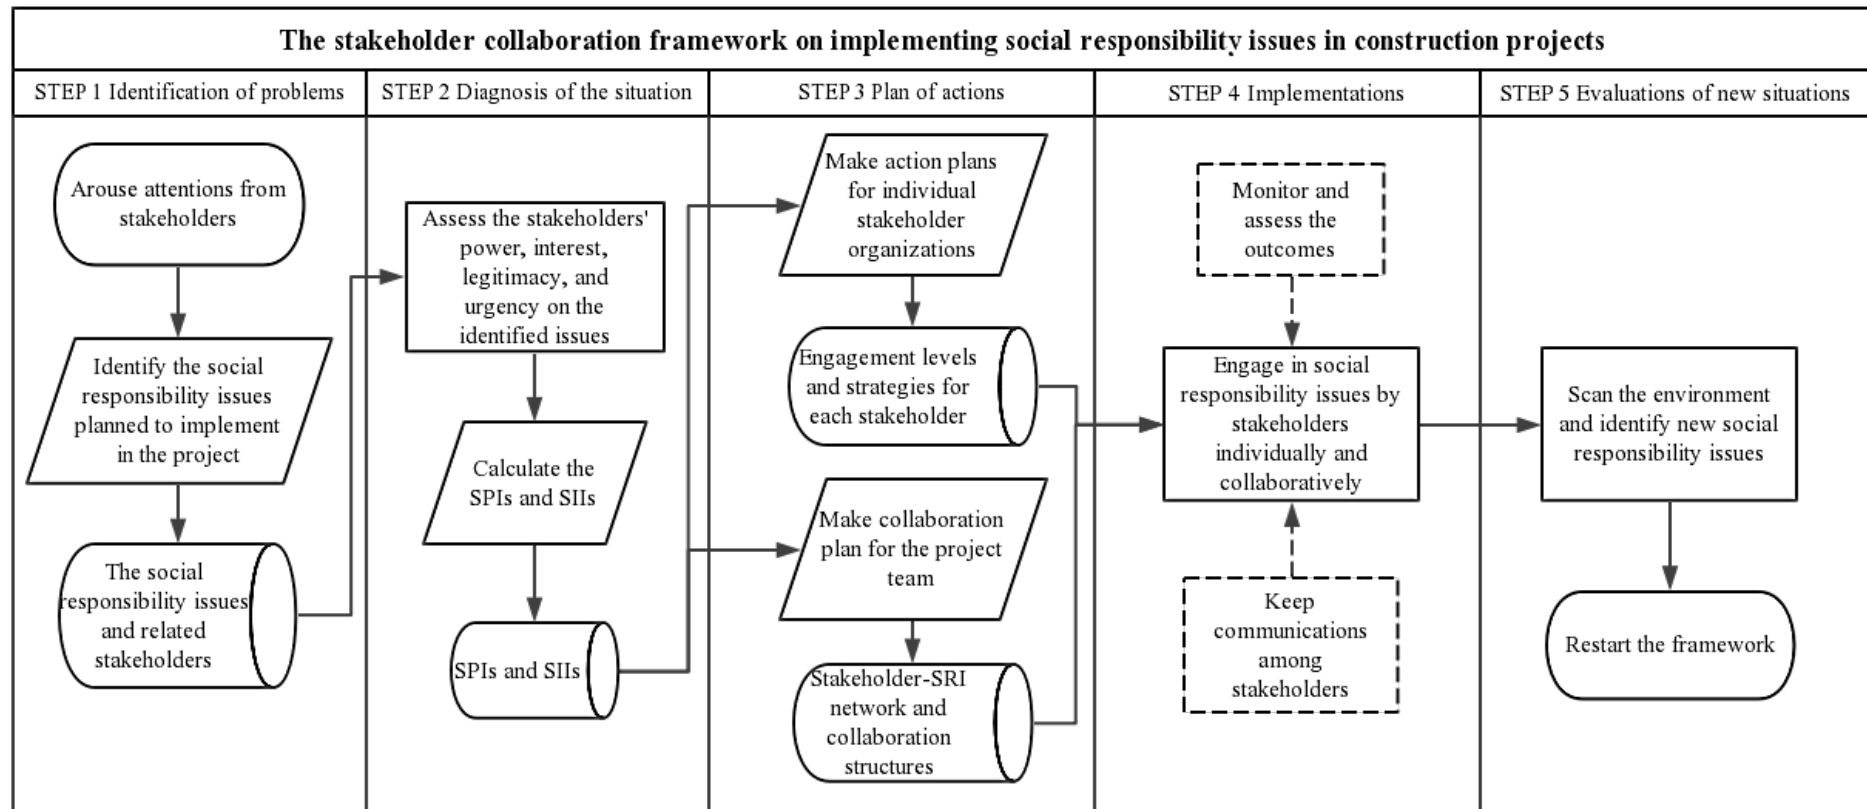 The stakeholder collaboration framework on implementing social responsibility issues in construction projects
STEP 1 Identification of problems
STEP 2 Diagnosis of the situation
STEP 3 Plan of actions
STEP 4 Implementations
STEP 5 Evaluations of new situations
Arouse attentions from
stakeholders
Identify the social
responsibility issues
planned to implement
in the project
The social
responsibility issues
and related
stakeholders
Assess the stakeholders'
power, interest,
legitimacy, and
urgency on the
identified issues
Calculate the
SPIs and SIIs
SPIs and SIIs
Make action plans
for individual
stakeholder
organizations
Engagement levels
and strategies for
each stakeholder
Make collaboration
plan for the project
team
Stakeholder-SRI
network and
collaboration
structures
Monitor and
assess the
outcomes
Engage in social
responsibility issues by
stakeholders
individually and
collaboratively
Keep
communications
among
stakeholders
Scan the environment
and identify new social
responsibility issues
Restart the framework